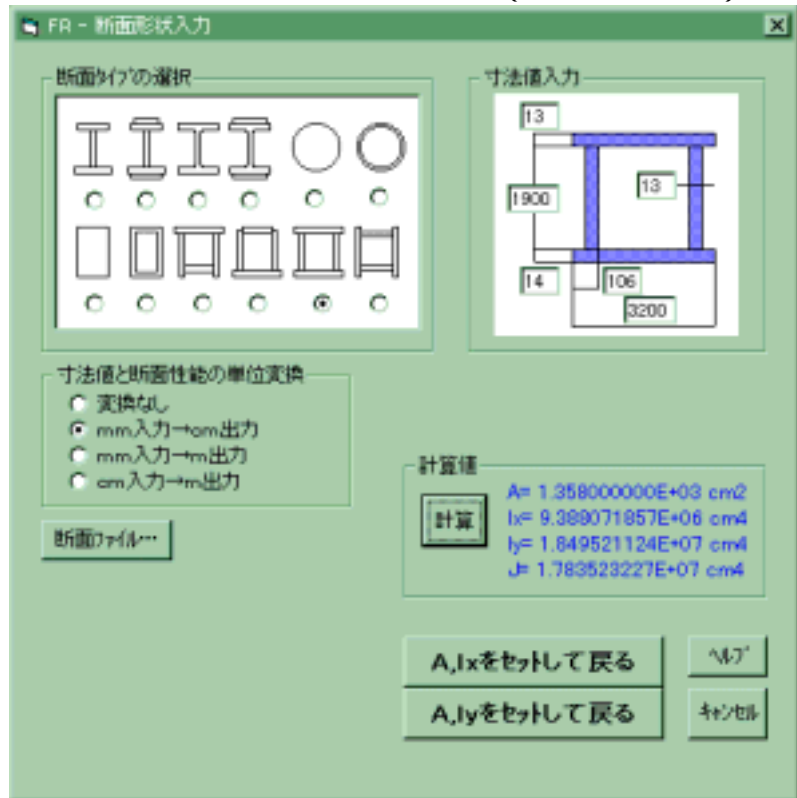 FR - 断面形状入力
断面ﾀｲﾌﾟの選択
寸法値入力
13
13
1900
14
106
3200
寸法値と断面性能の単位変換
変換なし
mm入力→cm出力
mm入力→m出力
cm入力→m出力
計算値
計算
A= 1.358000000E+03 cm2
Ix= 9.388071857E+06 cm4
Iy= 1.849521124E+07 cm4
J= 1.783523227E+07 cm4
断面ﾌｧｲﾙ…
A,Ixをｾｯﾄして戻る
ﾍﾙﾌﾟ
A,Iyをｾｯﾄして戻る
ｷｬﾝｾﾙ